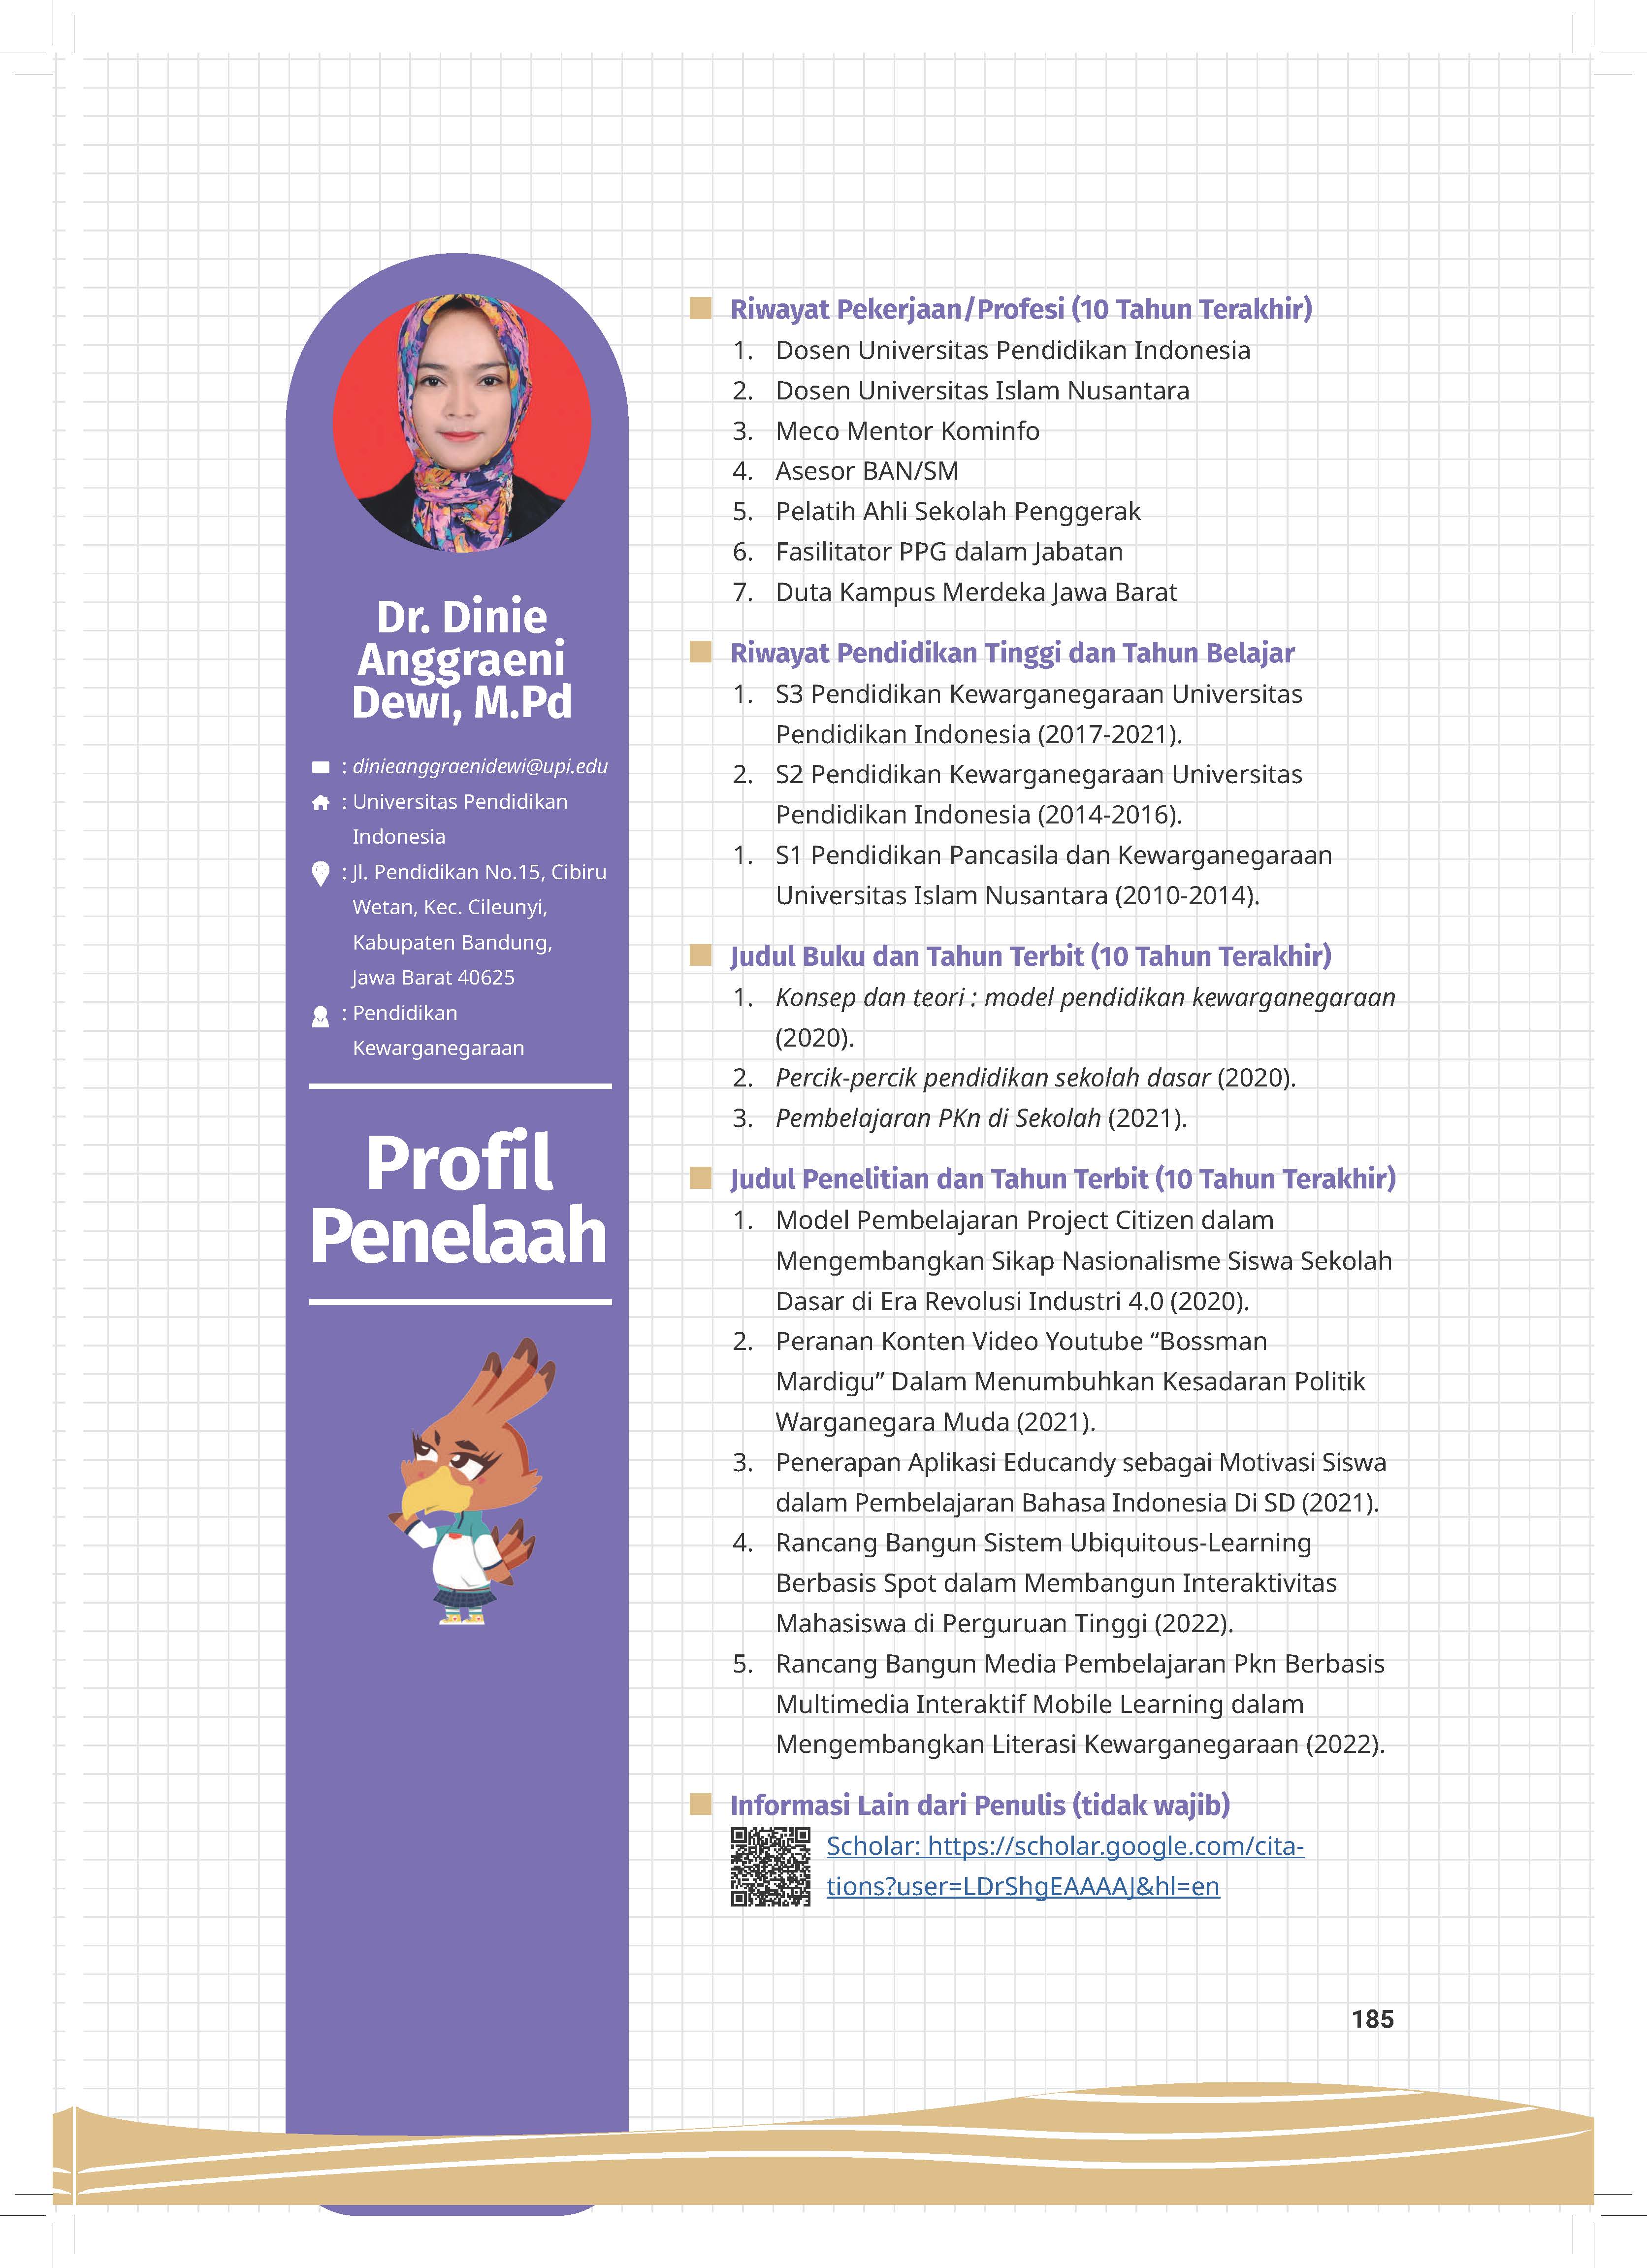 Dr. Dinie
Anggraeni
Dewi, M.Pd
: dinieanggraenidewi@upi.edu
: Universitas Pendidikan
Indonesia
: Jl. Pendidikan No.15, Cibiru
Wetan, Kec. Cileunyi,
Kabupaten Bandung,
Jawa Barat 40625
: Pendidikan
Kewarganegaraan
Profil
Penelaah
Riwayat Pekerjaan/Profesi (10 Tahun Terakhir)
1. Dosen Universitas Pendidikan Indonesia
2. Dosen Universitas Islam Nusantara
3. Meco Mentor Kominfo
4. Asesor BAN/SM
5. Pelatih Ahli Sekolah Penggerak
6. Fasilitator PPG dalam Jabatan
7. Duta Kampus Merdeka Jawa Barat
Riwayat Pendidikan Tinggi dan Tahun Belajar
1. S3 Pendidikan Kewarganegaraan Universitas
Pendidikan Indonesia (2017-2021).
2. S2 Pendidikan Kewarganegaraan Universitas
Pendidikan Indonesia (2014-2016).
1. S1 Pendidikan Pancasila dan Kewarganegaraan
Universitas Islam Nusantara (2010-2014).
Judul Buku dan Tahun Terbit (10 Tahun Terakhir)
1. Konsep dan teori : model pendidikan kewarganegaraan
(2020).
2. Percik-percik pendidikan sekolah dasar (2020).
3. Pembelajaran PKn di Sekolah (2021).
Judul Penelitian dan Tahun Terbit (10 Tahun Terakhir)
1. Model Pembelajaran Project Citizen dalam
Mengembangkan Sikap Nasionalisme Siswa Sekolah
Dasar di Era Revolusi Industri 4.0 (2020).
2. Peranan Konten Video Youtube “Bossman
Mardigu” Dalam Menumbuhkan Kesadaran Politik
Warganegara Muda (2021).
3. Penerapan Aplikasi Educandy sebagai Motivasi Siswa
dalam Pembelajaran Bahasa Indonesia Di SD (2021).
4. Rancang Bangun Sistem Ubiquitous-Learning
Berbasis Spot dalam Membangun Interaktivitas
Mahasiswa di Perguruan Tinggi (2022).
5. Rancang Bangun Media Pembelajaran Pkn Berbasis
Multimedia Interaktif Mobile Learning dalam
Mengembangkan Literasi Kewarganegaraan (2022).
Informasi Lain dari Penulis (tidak wajib)
Scholar: https://scholar.google.com/cita-
tions?user=LDrShgEAAAAJ&hl=en
185